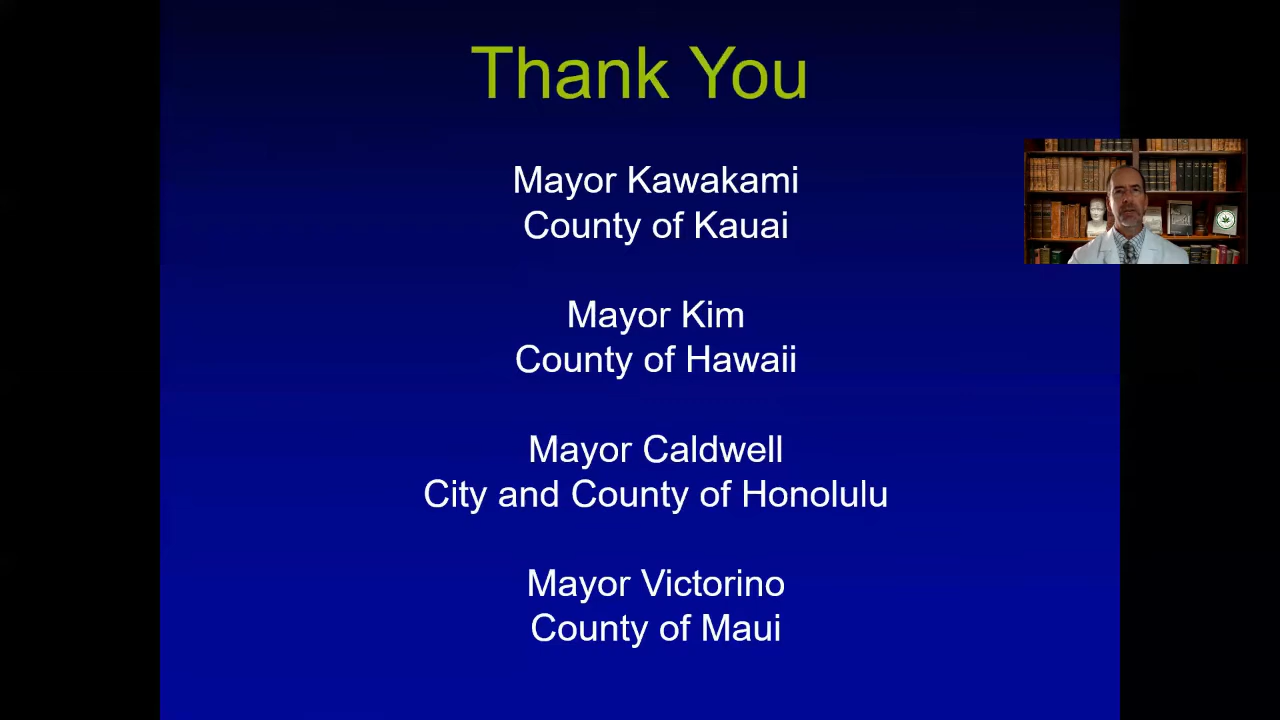 Thank You
Mayor Kawakami
County of Kauai
Mayor Kim
County of Hawaii
Mayor Caldwell
City and County of Honolulu
Mayor Victorino
County of Maui